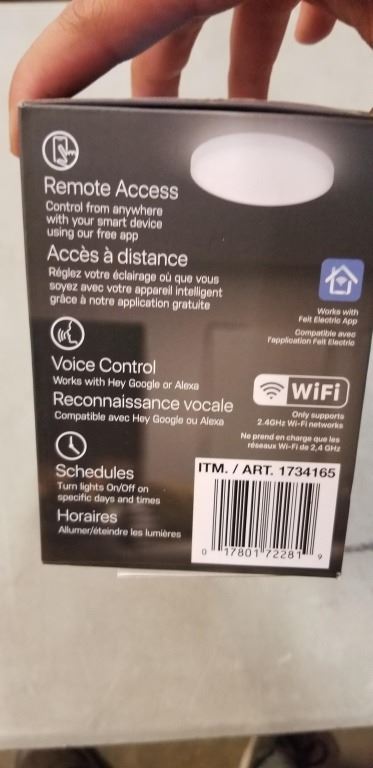 Remote Access
Control from anywhere
with your smart device
using our free app
Accès à distance
Réglez votre éclairage où que vous
soyez avec votre appareil intelligent
grâce à notre application gratuite
Works with
Feit Electric App
Compatible avec
l'application Feit Electric
Voice Control
Works with Hey Google or Alexa
Reconnaissance vocale
Compatible avec Hey Google ou Alexa
WiFi
Only supports
2.4GHz Wi-Fi networks
Ne prend en charge que les
réseaux Wi-Fi de 2,4 GHz
Schedules
Turn lights On/Off on
specific days and times
Horaires
Allumer/éteindre les lumières
ITM. / ART. 1734165
0 17801 72281 9